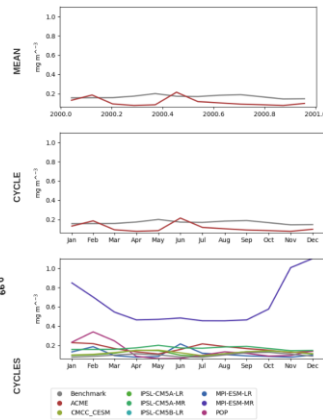 MEAN
mg m^-3
1.0
0.8
0.6
0.4
0.2
2000.0 2000.2 2000.4 2000.6 2000.8 2001.0
CYCLE
mg m^-3
1.0
0.8
0.6
0.4
0.2
Jan Feb Mar Apr May Jun Jul Aug Sep Oct Nov Dec
CYCLES
mg m^-3
1.0
0.8
0.6
0.4
0.2
Jan Feb Mar Apr May Jun Jul Aug Sep Oct Nov Dec
Benchmark IPSL-CM5A-LR MPI-ESM-LR
ACME IPSL-CM5A-MR MPI-ESM-MR
CMCC_CESM IPSL-CM5B-LR POP